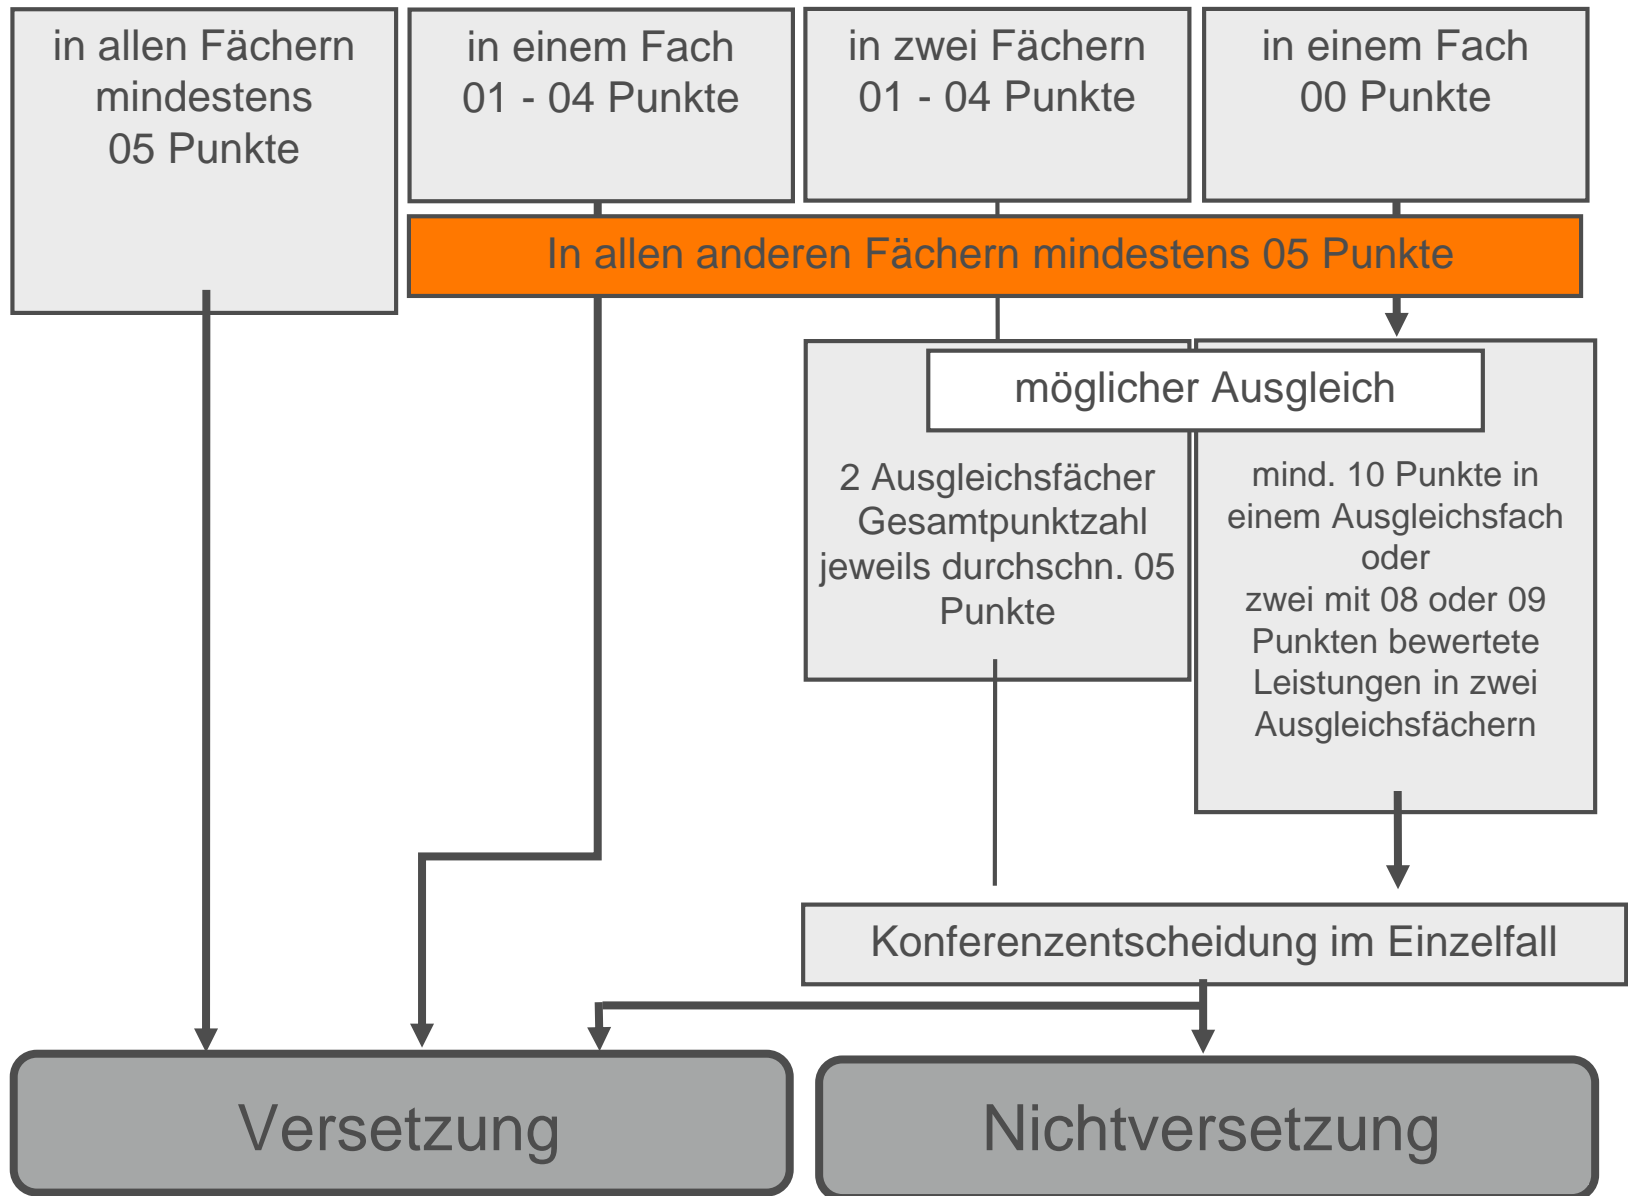 in allen Fächern
mindestens
05 Punkte
in einem Fach
01 - 04 Punkte
in zwei Fächern
01 - 04 Punkte
in einem Fach
00 Punkte
In allen anderen Fächern mindestens 05 Punkte
möglicher Ausgleich
2 Ausgleichsfächer
Gesamtpunktzahl
jeweils durchschn. 05
Punkte
mind. 10 Punkte in
einem Ausgleichsfach
oder
zwei mit 08 oder 09
Punkten bewertete
Leistungen in zwei
Ausgleichsfächern
Konferenzentscheidung im Einzelfall
Versetzung
Nichtversetzung